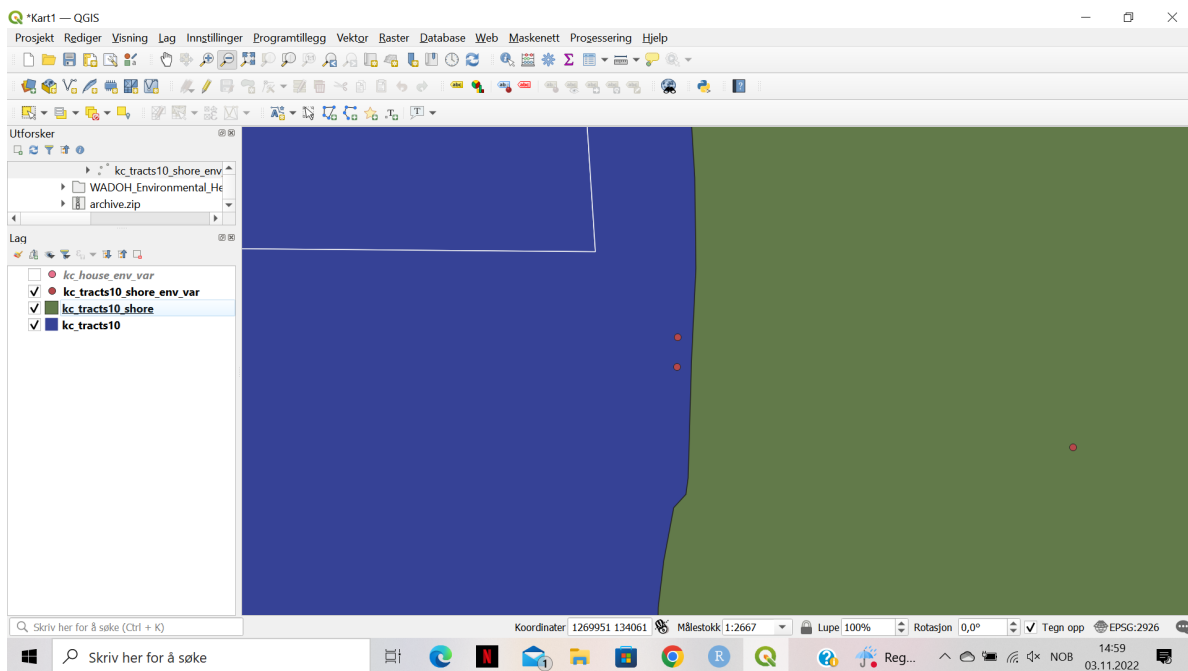 *Kart1 — QGIS
Prosjekt Rediger Visning Lag Innstillinger Programtillegg Vektor Raster Database Web Maskenett Prosessering Hjelp
Utforsker
kc_tracts10_shore_env
WADOH_Environmental_He
archive.zip
Lag
kc_house_env_var
kc_tracts10_shore_env_var
kc_tracts10_shore
kc_tracts10
Skriv her for å søke (Ctrl + K)
Koordinater 1269951 134061 Målestokk 1:2667 Lupe 100% Rotasjon 0,0° Tegn opp EPSG:2926
Skriv her for å søke
N
1
R
Reg...
NOB
14:59
03.11.2022